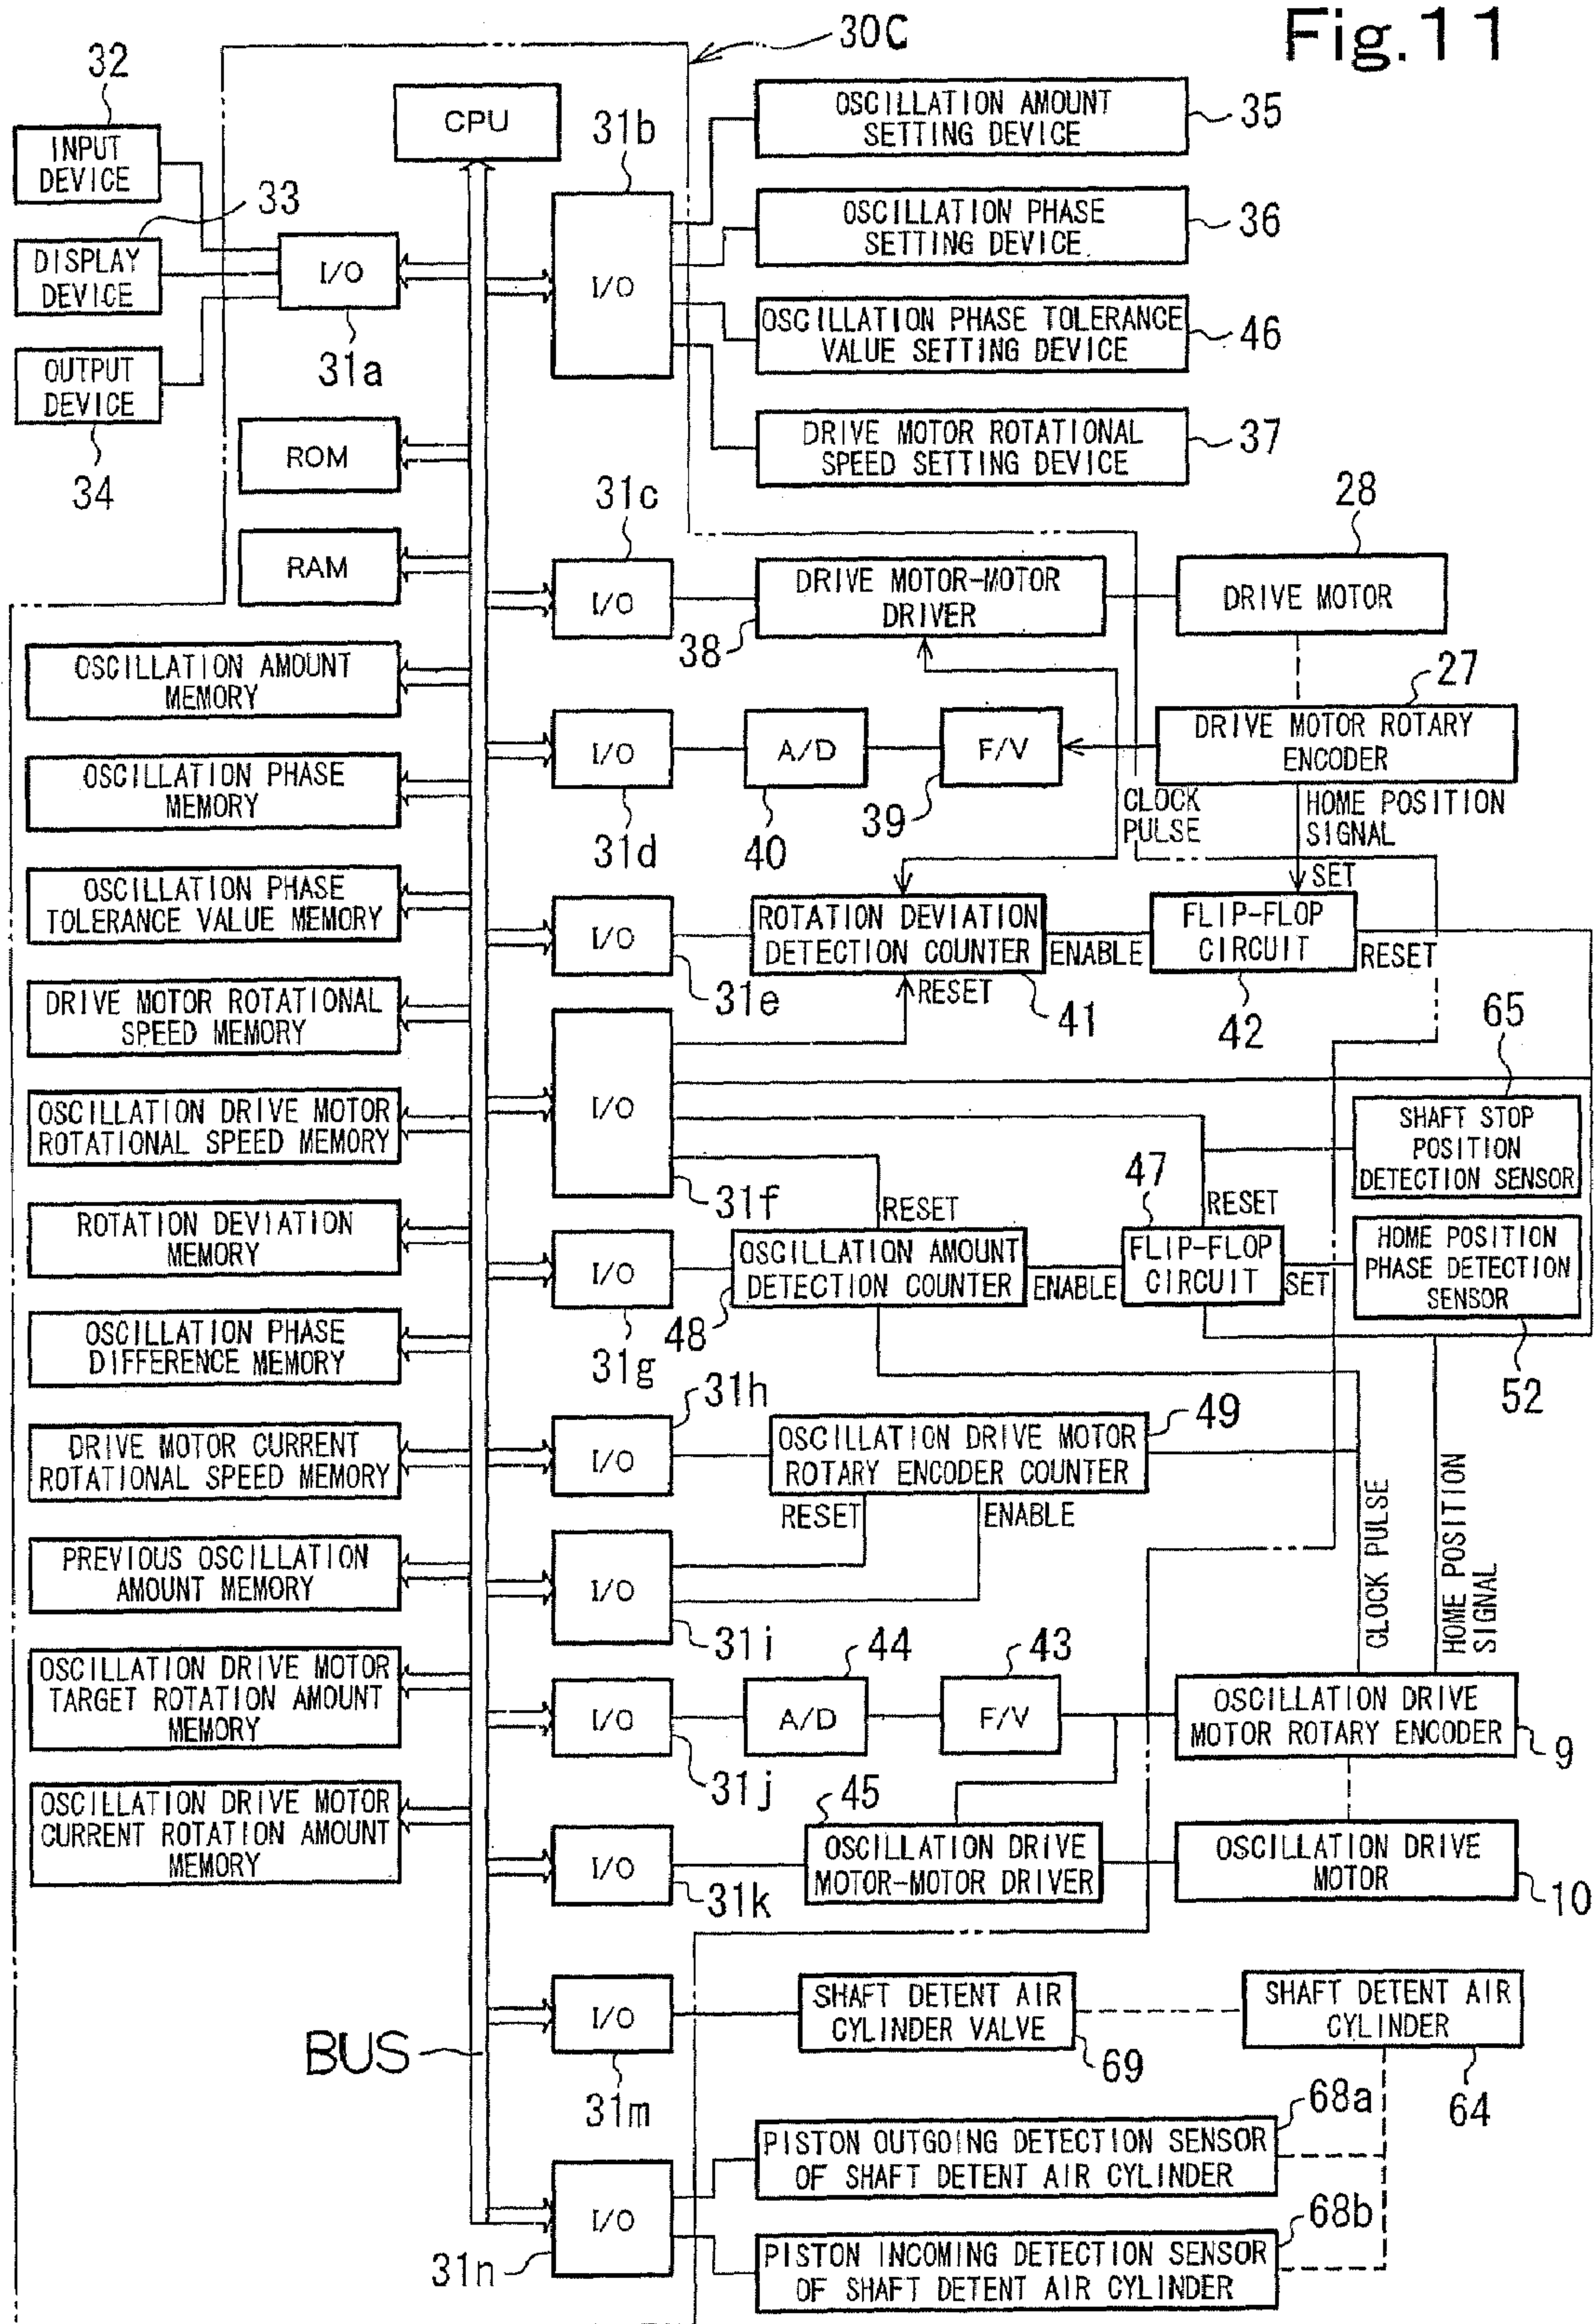 Fig.11
30C
32
INPUT
DEVICE
33
DISPLAY
DEVICE
OUTPUT
DEVICE
34
CPU
I/O
31a
31b
I/O
OSCILLATION AMOUNT
SETTING DEVICE
35
OSCILLATION PHASE
SETTING DEVICE
36
OSCILLATION PHASE TOLERANCE
VALUE SETTING DEVICE
46
DRIVE MOTOR ROTATIONAL
SPEED SETTING DEVICE
37
ROM
RAM
31c
I/O
DRIVE MOTOR-MOTOR
DRIVER
38
28
DRIVE MOTOR
OSCILLATION AMOUNT
MEMORY
27
DRIVE MOTOR ROTARY
ENCODER
I/O
31d
A/D
40
F/V
39
CLOCK
PULSE
HOME POSITION
SIGNAL
OSCILLATION PHASE
MEMORY
OSCILLATION PHASE
TOLERANCE VALUE MEMORY
I/O
31e
ROTATION DEVIATION
DETECTION COUNTER
41
ENABLE
SET
FLIP-FLOP
CIRCUIT
42
RESET
RESET
DRIVE MOTOR ROTATIONAL
SPEED MEMORY
OSCILLATION DRIVE MOTOR
ROTATIONAL SPEED MEMORY
I/O
31f
65
SHAFT STOP
POSITION
DETECTION SENSOR
ROTATION DEVIATION
MEMORY
I/O
31g
RESET
OSCILLATION AMOUNT
DETECTION COUNTER
48
ENABLE
47
RESET
FLIP-FLOP
CIRCUIT
SET
HOME POSITION
PHASE DETECTION
SENSOR
52
OSCILLATION PHASE
DIFFERENCE MEMORY
31h
I/O
OSCILLATION DRIVE MOTOR
ROTARY ENCODER COUNTER
49
RESET
ENABLE
CLOCK PULSE
HOME POSITION
SIGNAL
DRIVE MOTOR CURRENT
ROTATIONAL SPEED MEMORY
PREVIOUS OSCILLATION
AMOUNT MEMORY
I/O
31i
OSCILLATION DRIVE MOTOR
TARGET ROTATION AMOUNT
MEMORY
I/O
31j
44
A/D
43
F/V
OSCILLATION DRIVE
MOTOR ROTARY ENCODER
9
OSCILLATION DRIVE MOTOR
CURRENT ROTATION AMOUNT
MEMORY
I/O
31k
45
OSCILLATION DRIVE
MOTOR-MOTOR DRIVER
OSCILLATION DRIVE
MOTOR
10
BUS
I/O
31m
SHAFT DETENT AIR
CYLINDER VALVE
69
SHAFT DETENT AIR
CYLINDER
64
I/O
31n
PISTON OUTGOING DETECTION SENSOR
OF SHAFT DETENT AIR CYLINDER
68a
PISTON INCOMING DETECTION SENSOR
OF SHAFT DETENT AIR CYLINDER
68b